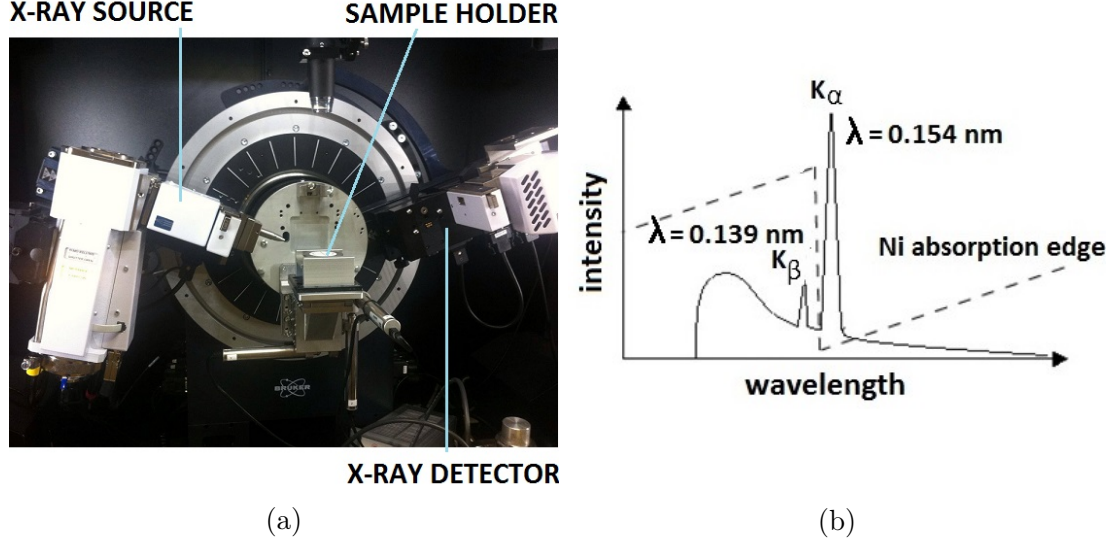 X-RAY SOURCE
SAMPLE HOLDER
BRUKER
X-RAY DETECTOR
(a)
Kα
λ = 0.154 nm
λ = 0.139 nm
Kβ
Ni absorption edge
intensity
wavelength
(b)